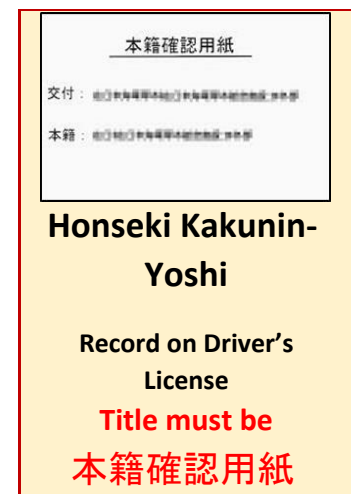 本籍確認用紙
交付：
本籍：
Honseki Kakunin-
Yoshi
Record on Driver's
License
Title must be
本籍確認用紙